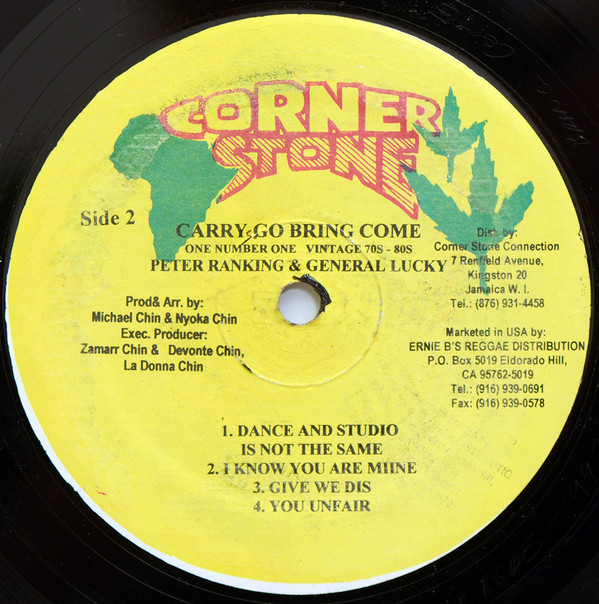 CORNER
STONE
Side 2
CARRY GO BRING COME
ONE NUMBER ONE VINTAGE 70S - 80S
PETER RANKING & GENERAL LUCKY
Prod& Arr. by:
Michael Chin & Nyoka Chin
Exec. Producer:
Zamarr Chin & Devonte Chin,
La Donna Chin
Dist. by:
Corner Stone Connection
7 Renfield Avenue,
Kingston 20
Jamaica W. I.
Tel.: (876) 931-4458
Marketed in USA by:
ERNIE B'S REGGAE DISTRIBUTION
P.O. Box 5019 Eldorado Hill,
CA 95762-5019
Tel.: (916) 939-0691
Fax: (916) 939-0578
1. DANCE AND STUDIO
IS NOT THE SAME
2. I KNOW YOU ARE MIINE
3. GIVE WE DIS
4. YOU UNFAIR